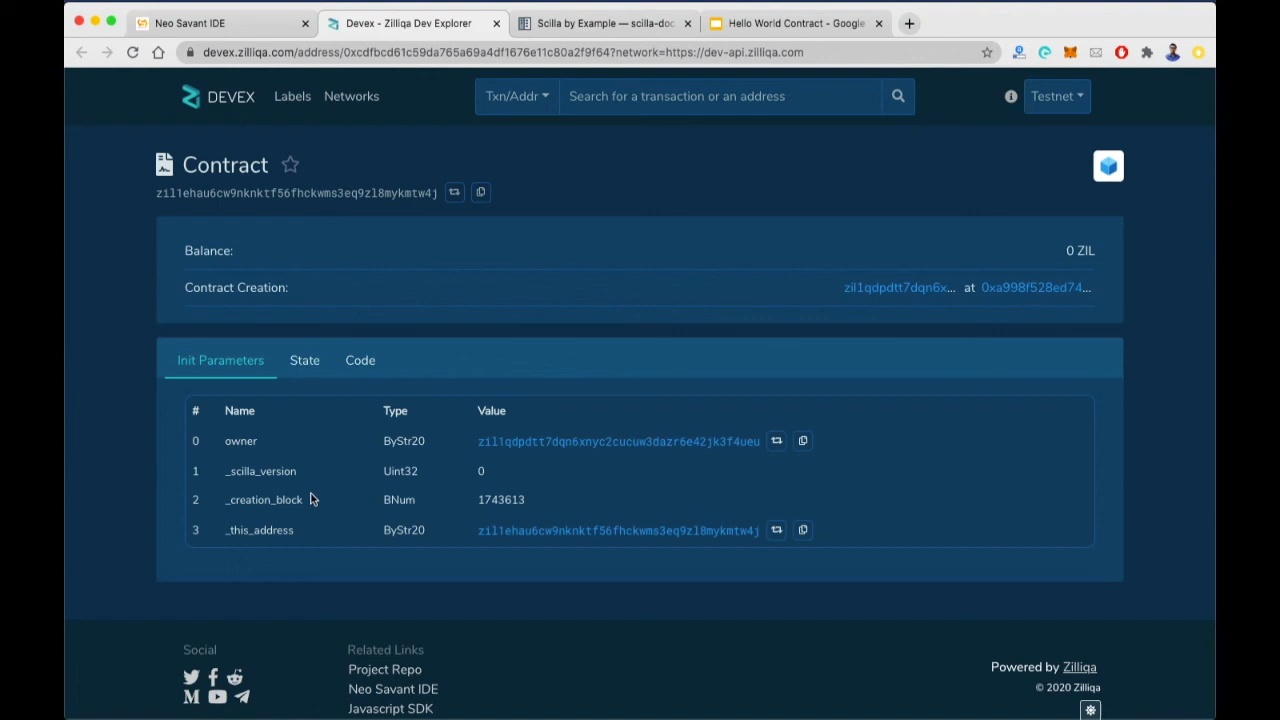 Neo Savant IDE
Devex - Zilliqa Dev Explorer
Scilla by Example — scilla-doc
Hello World Contract - Google
devex.zilliqa.com/address/0xcdfbcd61c59da765a69a4df1676e11c80a2f9f64?network=https://dev-api.zilliqa.com
DEVEX
Labels
Networks
Txn/Addr
Search for a transaction or an address
Testnet
Contract
zil1ehau6cw9nknktf56fhckwms3eq9zl8mykmtw4j
Balance:
0 ZIL
Contract Creation:
zil1qdpdtt7dqn6x... at 0xa998f528ed74...
Init Parameters
State
Code
# Name Type Value
0 owner ByStr20 zil1qdpdtt7dqn6xnyc2cucuw3dazr6e42jk3f4ueu
1 _scilla_version Uint32 0
2 _creation_block BNum 1743613
3 _this_address ByStr20 zil1ehau6cw9nknktf56fhckwms3eq9zl8mykmtw4j
Social
Related Links
Project Repo
Neo Savant IDE
Javascript SDK
Powered by Zilliqa
© 2020 Zilliqa